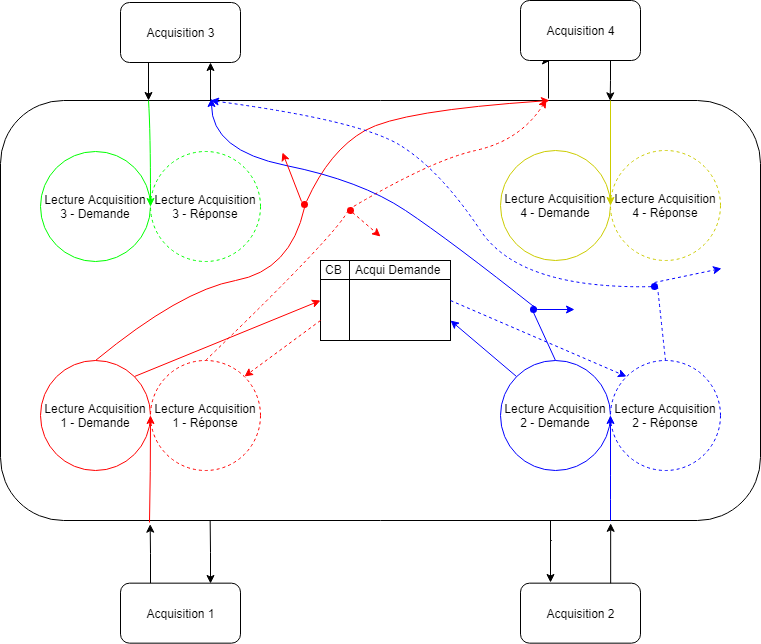 Acquisition 3
Acquisition 4
Lecture Acquisition
3 - Demande
Lecture Acquisition
3 - Réponse
Lecture Acquisition
4 - Demande
Lecture Acquisition
4 - Réponse
CB
Acqui Demande
Lecture Acquisition
1 - Demande
Lecture Acquisition
1 - Réponse
Lecture Acquisition
2 - Demande
Lecture Acquisition
2 - Réponse
Acquisition 1
Acquisition 2